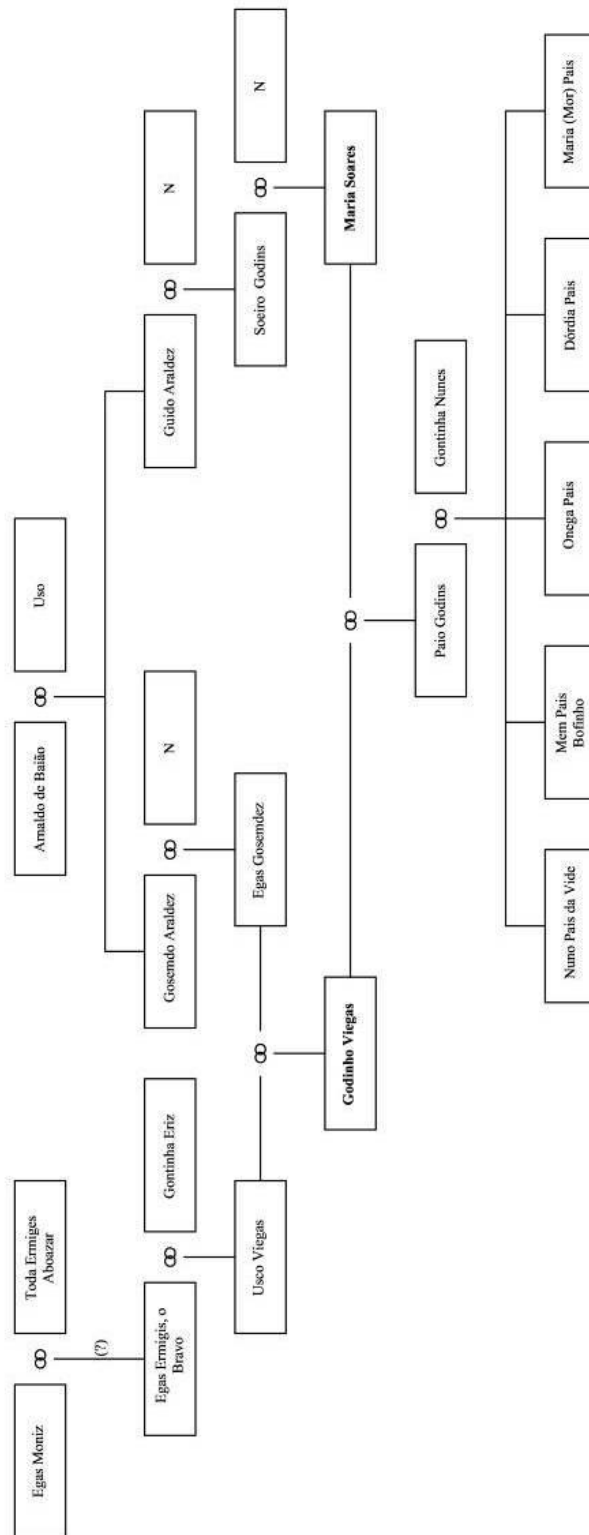 Egas Moniz
Toda Ermiges
Aboazar
Arnaldo de Baião
Uso
(?)
Egas Ermigis, o
Bravo
Gontinha Eriz
Gosemdo Araldez
N
Guido Araldez
N
Usco Viegas
Egas Gosemdez
Soeiro Godins
N
Godinho Viegas
Maria Soares
Paio Godins
Gontinha Nunes
Nuno Pais da Vide
Mem Pais
Bofinho
Onega Pais
Dórdia Pais
Maria (Mor) Pais